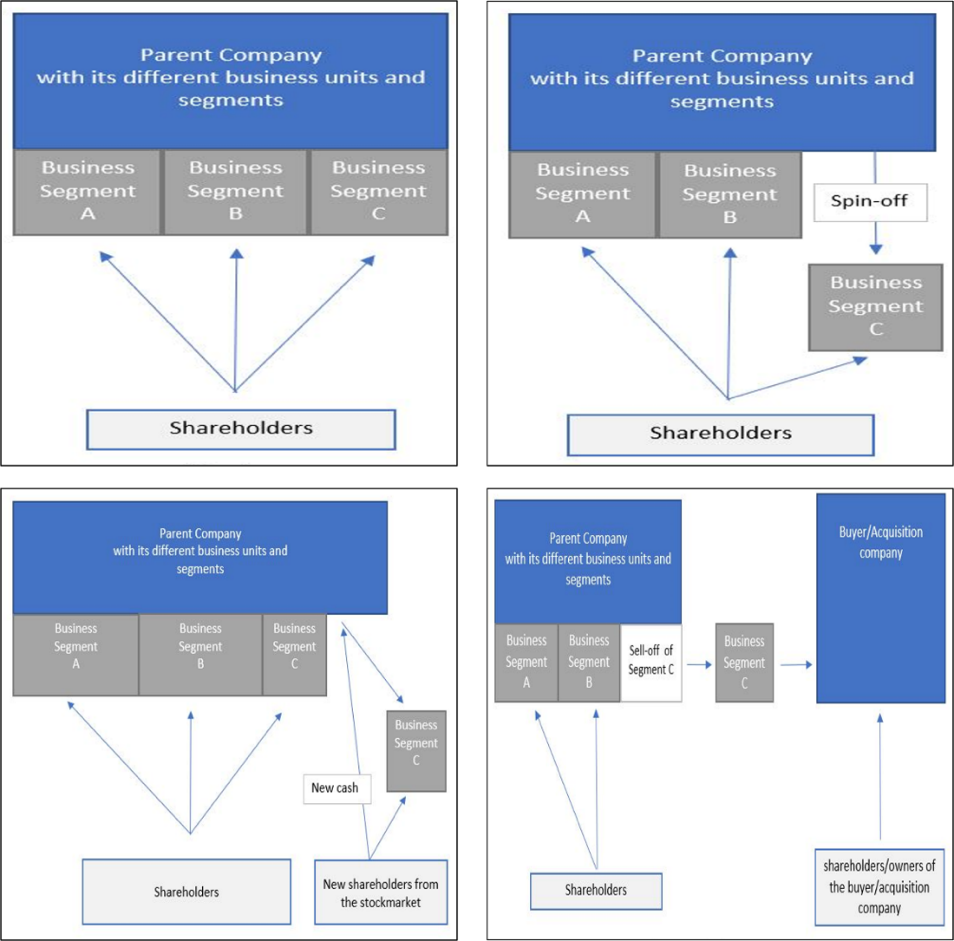 Parent Company
with its different business units and
segments
Business
Segment
A
Business
Segment
B
Business
Segment
C
Shareholders
Parent Company
with its different business units and
segments
Business
Segment
A
Business
Segment
B
Spin-off
Business
Segment
C
Shareholders
Parent Company
with its different business units and
segments
Business
Segment
A
Business
Segment
B
Business
Segment
C
Business
Segment
C
New cash
Shareholders
New shareholders from
the stockmarket
Parent Company
with its different business units and
segments
Buyer/Acquisition
company
Business
Segment
A
Business
Segment
B
Sell-off of
Segment C
Business
Segment
C
Shareholders
shareholders/owners of
the buyer/acquisition
company